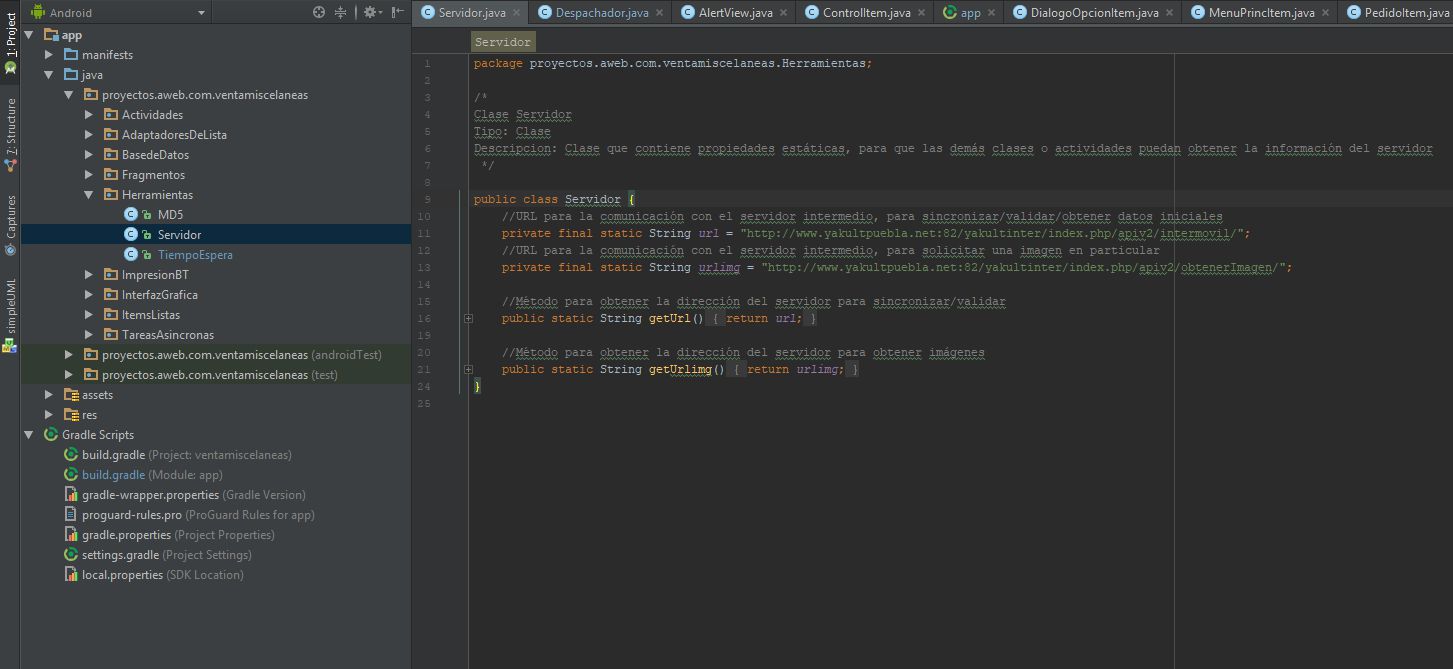 Android
1: Project
7: Structure
Captures
simpleUML
app
manifests
java
proyectos.aweb.com.ventamiscelaneas
Actividades
AdaptadoresDeLista
BasedeDatos
Fragmentos
Herramientas
MD5
Servidor
TiempoEspera
ImpresionBT
InterfazGrafica
ItemsListas
TareasAsincronas
proyectos.aweb.com.ventamiscelaneas (androidTest)
proyectos.aweb.com.ventamiscelaneas (test)
assets
res
Gradle Scripts
build.gradle (Project: ventamiscelaneas)
build.gradle (Module: app)
gradle-wrapper.properties (Gradle Version)
proguard-rules.pro (ProGuard Rules for app)
gradle.properties (Project Properties)
settings.gradle (Project Settings)
local.properties (SDK Location)
Servidor.java Despachador.java AlertView.java ControlItem.java app DialogoOpcionItem.java MenuPrincItem.java PedidoItem.java
Servidor
1 package proyectos.aweb.com.ventamiscelaneas.Herramientas;
2
3 /*
4 Clase Servidor
5 Tipo: Clase
6 Descripcion: Clase que contiene propiedades estáticas, para que las demás clases o actividades puedan obtener la información del servidor
7 */
8
9 public class Servidor {
10 //URL para la comunicación con el servidor intermedio, para sincronizar/validar/obtener datos iniciales
11 private final static String url = "http://www.yakultpuebla.net:82/yakultinter/index.php/apiv2/intermovil/";
12 //URL para la comunicación con el servidor intermedio, para solicitar una imagen en particular
13 private final static String urlimg = "http://www.yakultpuebla.net:82/yakultinter/index.php/apiv2/obtenerImagen/";
14
15 //Método para obtener la dirección del servidor para sincronizar/validar
16 public static String getUrl() { return url; }
19
20 //Método para obtener la dirección del servidor para obtener imágenes
21 public static String getUrlimg() { return urlimg; }
24 }
25